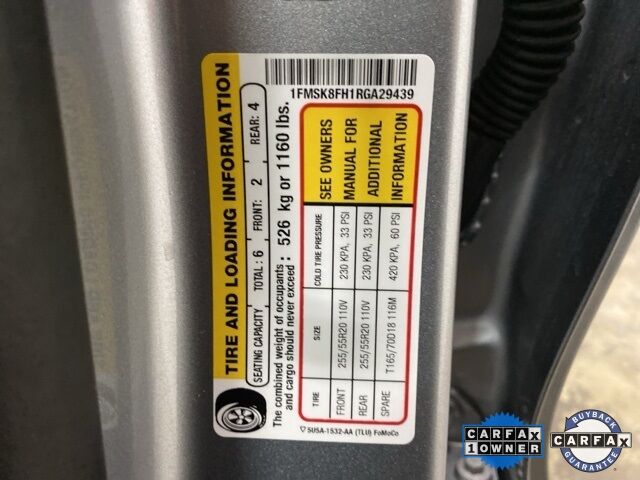 1FMSK8FH1RGA29439
TIRE AND LOADING INFORMATION
SEATING CAPACITY TOTAL : 6 FRONT: 2 REAR: 4
The combined weight of occupants : 526 kg or 1160 lbs.
and cargo should never exceed :
TIRE SIZE COLD TIRE PRESSURE SEE OWNERS
FRONT 255/55R20 110V 230 KPA, 33 PSI MANUAL FOR
REAR 255/55R20 110V 230 KPA, 33 PSI ADDITIONAL
SPARE T165/70D18 116M 420 KPA, 60 PSI INFORMATION
5U5A-1532-AA (TLU) FoMoCo
CARFAX
1 OWNER
BUYBACK
CARFAX
GUARANTEE